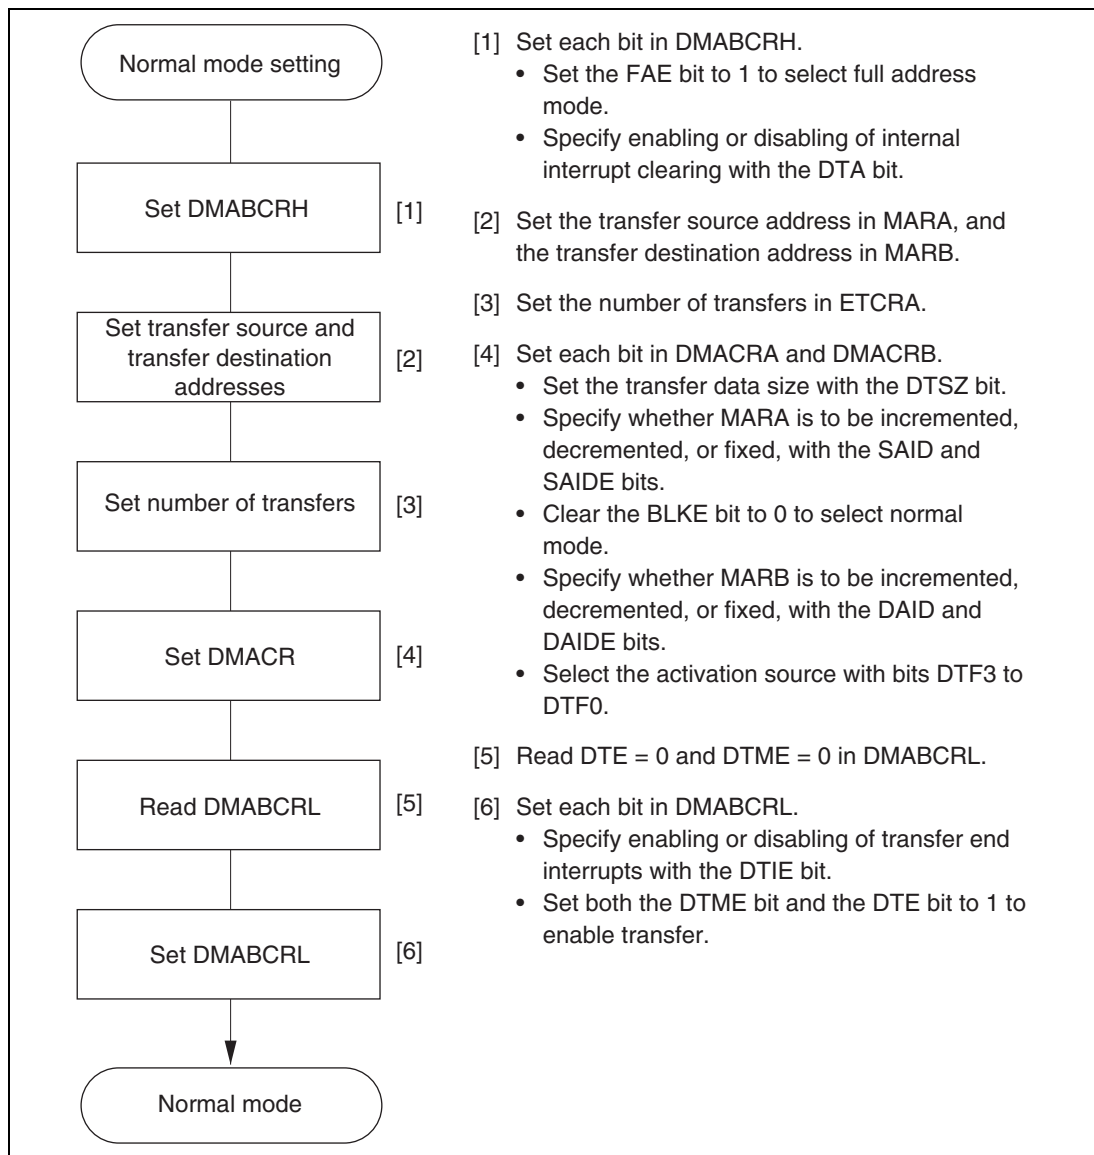 Normal mode setting
Set DMABCRH
[1]
Set transfer source and
transfer destination
addresses
[2]
Set number of transfers
[3]
Set DMACR
[4]
Read DMABCRL
[5]
Set DMABCRL
[6]
Normal mode
[1] Set each bit in DMABCRH.
• Set the FAE bit to 1 to select full address
mode.
• Specify enabling or disabling of internal
interrupt clearing with the DTA bit.
[2] Set the transfer source address in MARA, and
the transfer destination address in MARB.
[3] Set the number of transfers in ETCRA.
[4] Set each bit in DMACRA and DMACRB.
• Set the transfer data size with the DTSZ bit.
• Specify whether MARA is to be incremented,
decremented, or fixed, with the SAID and
SAIDE bits.
• Clear the BLKE bit to 0 to select normal
mode.
• Specify whether MARB is to be incremented,
decremented, or fixed, with the DAID and
DAIDE bits.
• Select the activation source with bits DTF3 to
DTF0.
[5] Read DTE = 0 and DTME = 0 in DMABCRL.
[6] Set each bit in DMABCRL.
• Specify enabling or disabling of transfer end
interrupts with the DTIE bit.
• Set both the DTME bit and the DTE bit to 1 to
enable transfer.